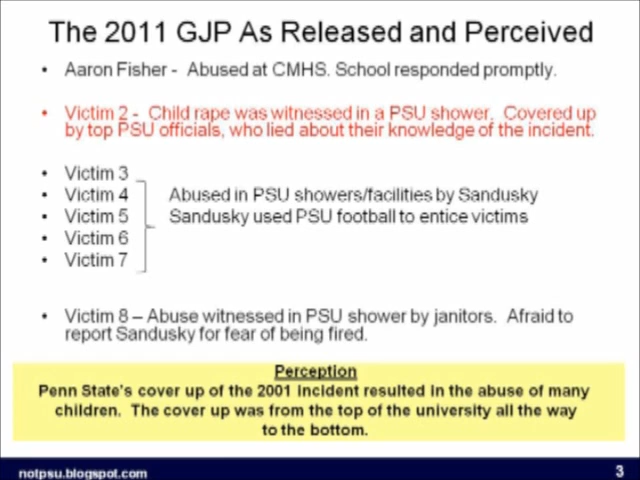 The 2011 GJP As Released and Perceived
• Aaron Fisher - Abused at CMHS. School responded promptly.
• Victim 2 - Child rape was witnessed in a PSU shower. Covered up
by top PSU officials, who lied about their knowledge of the incident.
• Victim 3
• Victim 4 Abused in PSU showers/facilities by Sandusky
• Victim 5 Sandusky used PSU football to entice victims
• Victim 6
• Victim 7
• Victim 8 – Abuse witnessed in PSU shower by janitors. Afraid to
report Sandusky for fear of being fired.
Perception
Penn State's cover up of the 2001 incident resulted in the abuse of many
children. The cover up was from the top of the university all the way
to the bottom.
notpsu.blogspot.com 3